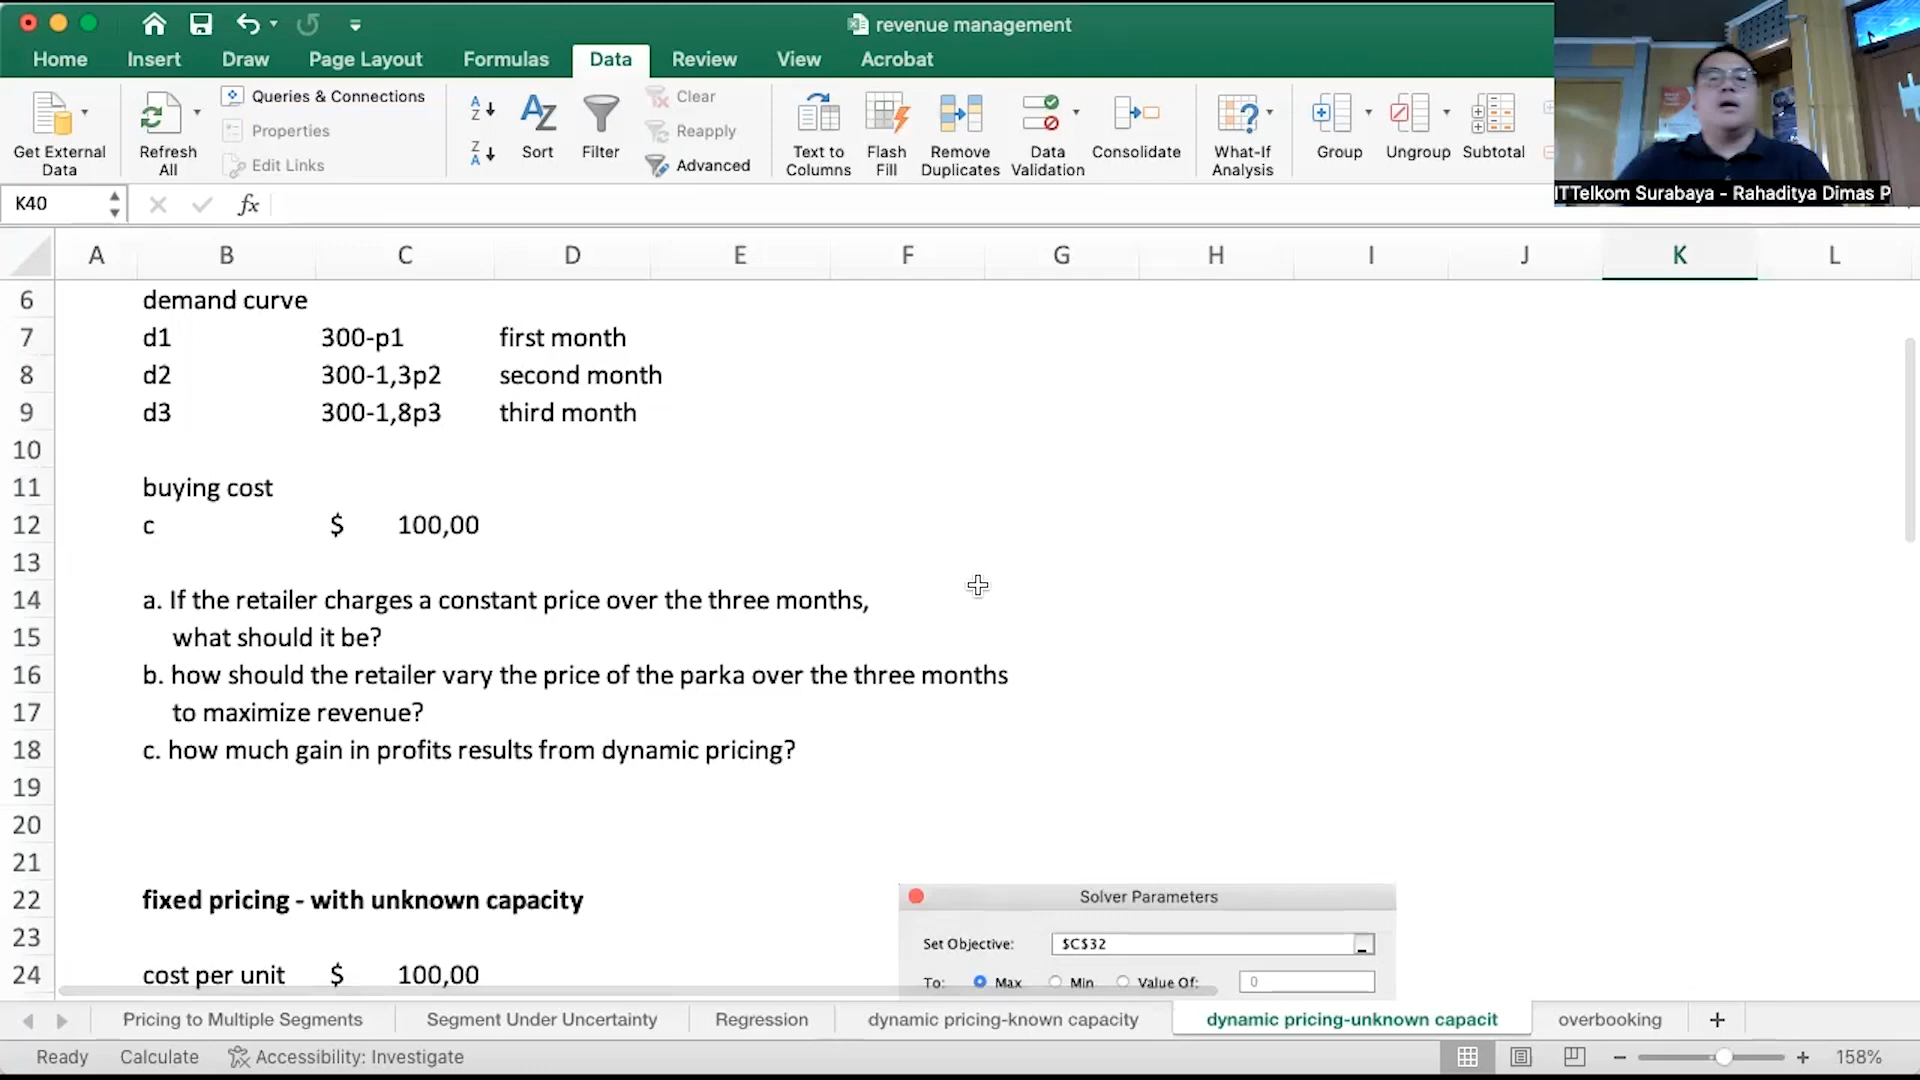 revenue management
Home Insert Draw Page Layout Formulas Data Review View Acrobat
Get External Data
Refresh All
Queries & Connections
Properties
Edit Links
A Z
Z A
Sort
Filter
Clear
Reapply
Advanced
Text to Columns
Flash Fill
Remove Duplicates
Data Validation
Consolidate
What-If Analysis
Group
Ungroup
Subtotal
ITTelkom Surabaya - Rahaditya Dimas P
K40 fx
A B C D E F G H I J K L
6 demand curve
7 d1 300-p1 first month
8 d2 300-1,3p2 second month
9 d3 300-1,8p3 third month
10
11 buying cost
12 c $ 100,00
13
14 a. If the retailer charges a constant price over the three months,
15 what should it be?
16 b. how should the retailer vary the price of the parka over the three months
17 to maximize revenue?
18 c. how much gain in profits results from dynamic pricing?
19
20
21
22 fixed pricing - with unknown capacity
23
24 cost per unit $ 100,00
Solver Parameters
Set Objective: $C$32
To: Max Min Value Of: 0
Pricing to Multiple Segments Segment Under Uncertainty Regression dynamic pricing-known capacity dynamic pricing-unknown capacit overbooking +
Ready Calculate Accessibility: Investigate
158%